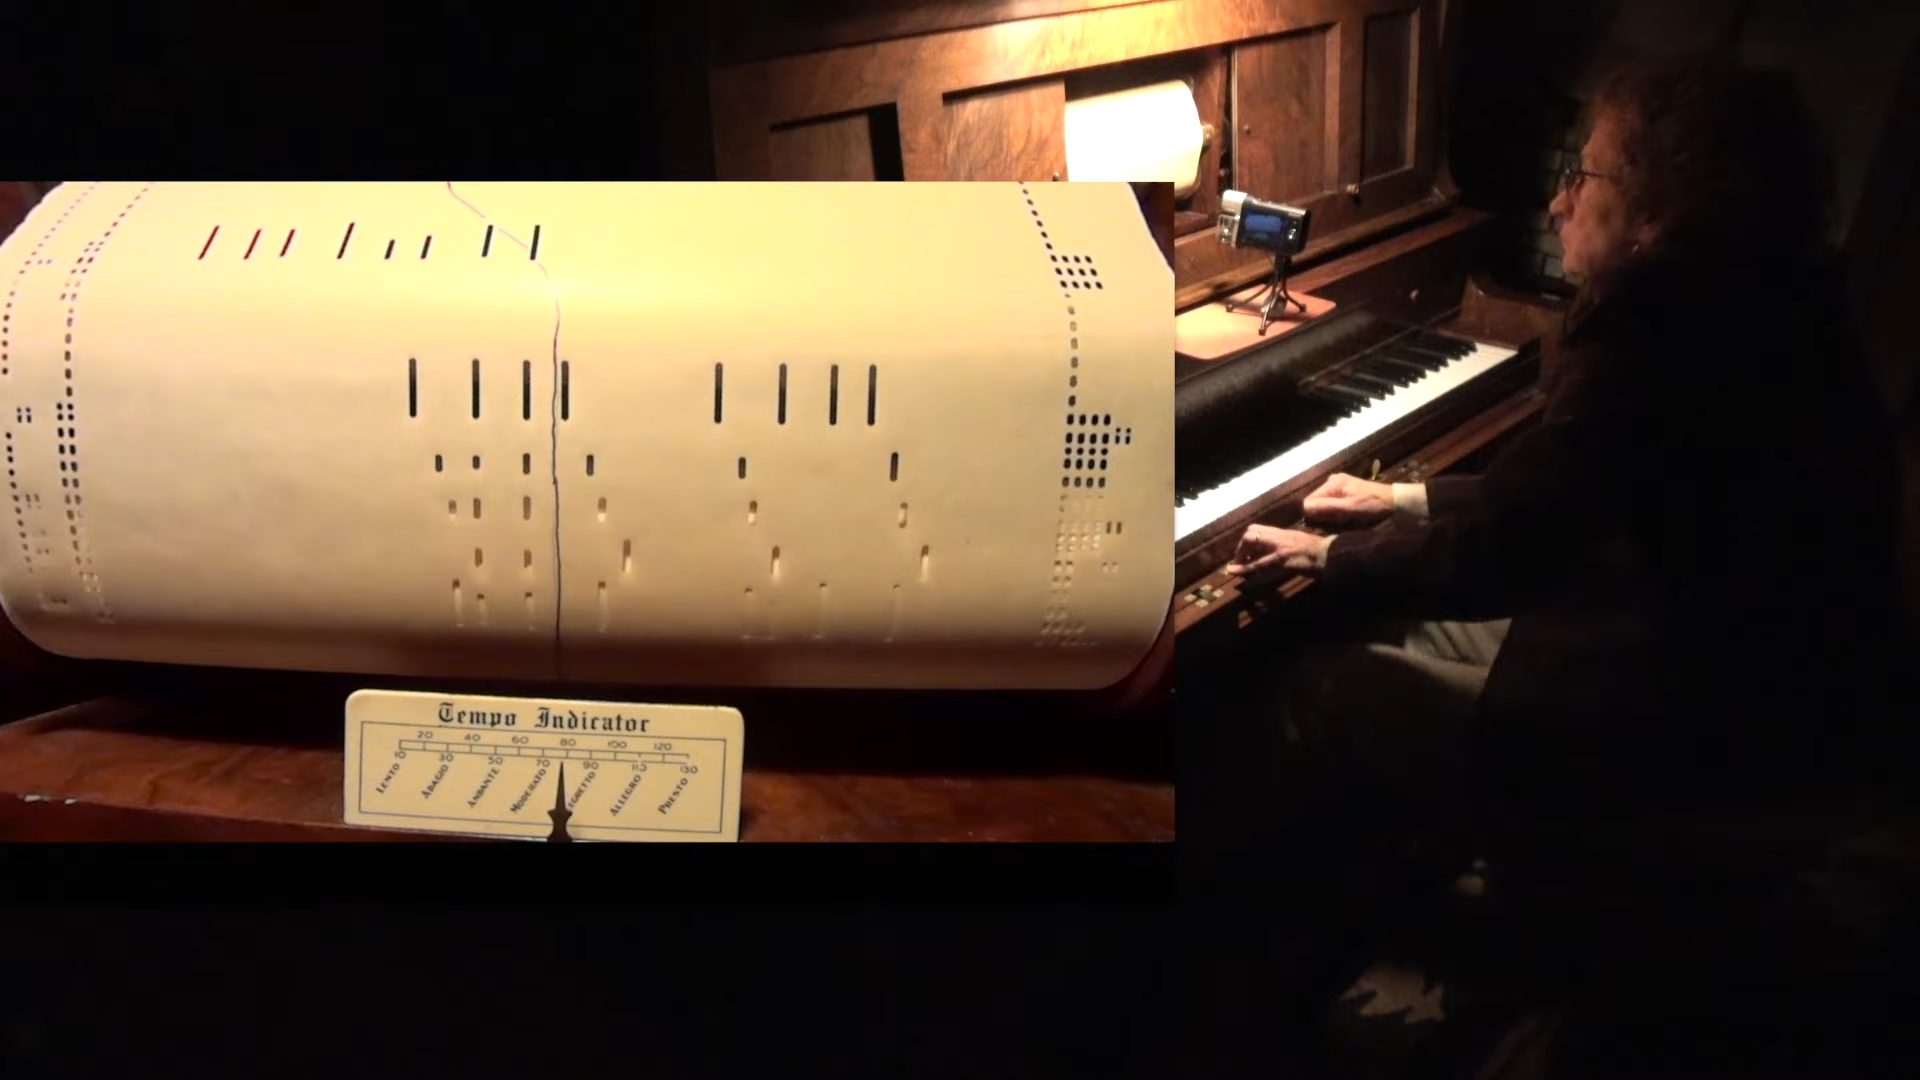 Tempo Indicator
20 40 60 80 100 120
10 30 50 70 90 110 130
LENTO ADAGIO ANDANTE MODERATO ALLEGRO PRESTO